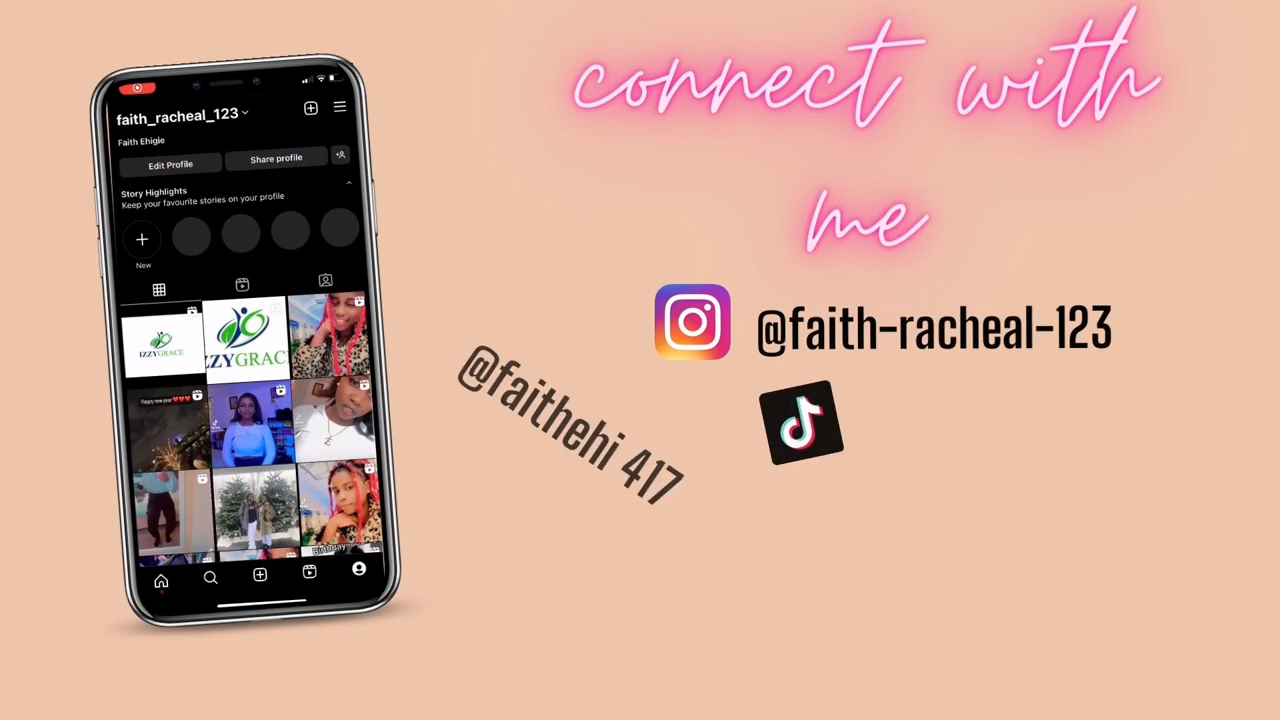 connect with
me
@faith-racheal-123
@faithehi 417
faith_racheal_123
Faith Ehigie
Edit Profile
Share profile
Story Highlights
Keep your favourite stories on your profile
New
IZZYGRACE
ZZYGRAC
Happy new year
Birthday